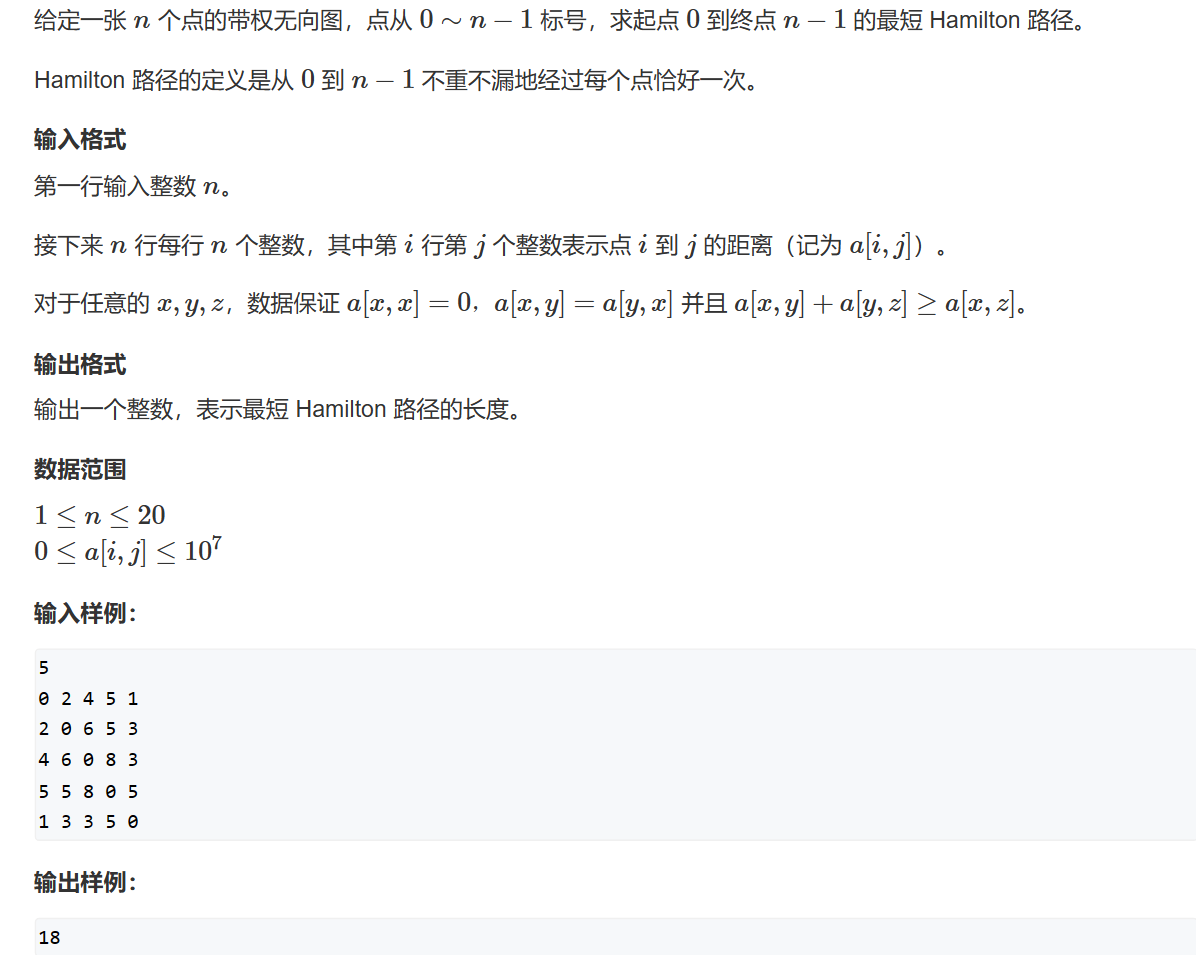 给定一张 n 个点的带权无向图，点从 0 ∼ n − 1 标号，求起点 0 到终点 n − 1 的最短 Hamilton 路径。
Hamilton 路径的定义是从 0 到 n − 1 不重不漏地经过每个点恰好一次。
输入格式
第一行输入整数 n。
接下来 n 行每行 n 个整数，其中第 i 行第 j 个整数表示点 i 到 j 的距离（记为 a[i, j]）。
对于任意的 x, y, z，数据保证 a[x, x] = 0，a[x, y] = a[y, x] 并且 a[x, y] + a[y, z] ≥ a[x, z]。
输出格式
输出一个整数，表示最短 Hamilton 路径的长度。
数据范围
1 ≤ n ≤ 20
0 ≤ a[i, j] ≤ 10⁷
输入样例：
5
0 2 4 5 1
2 0 6 5 3
4 6 0 8 3
5 5 8 0 5
1 3 3 5 0
输出样例：
18